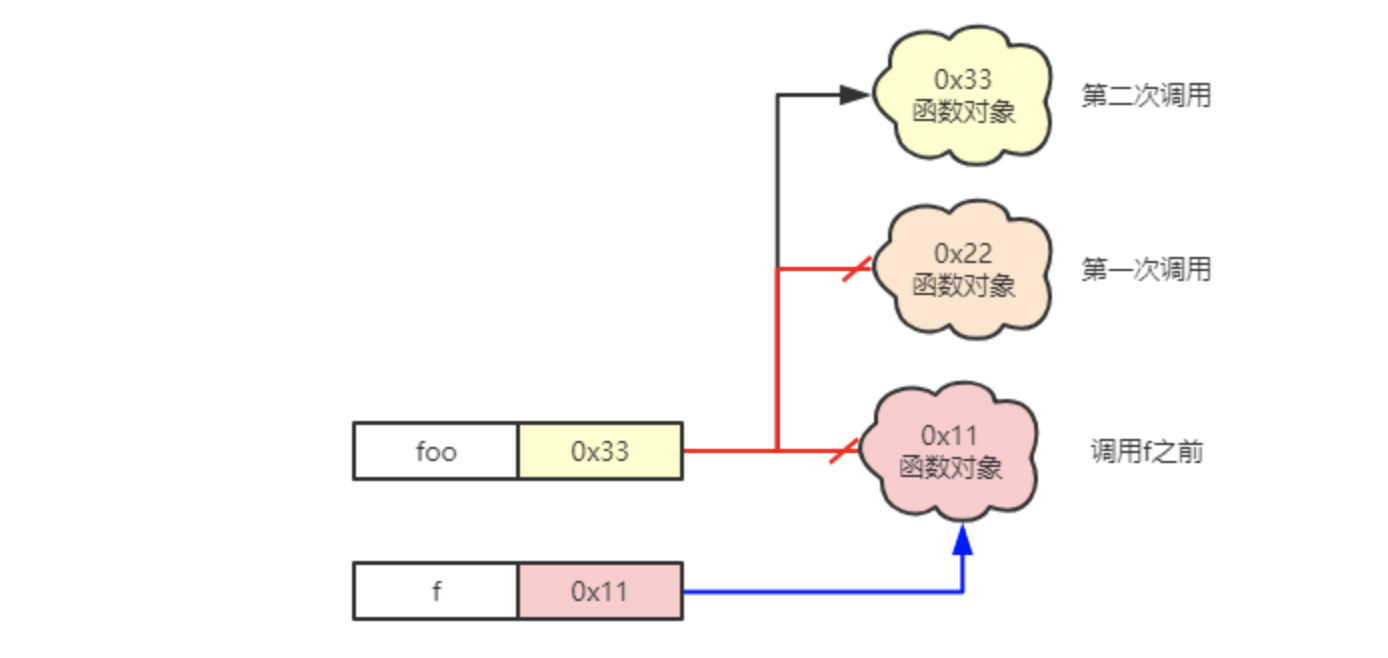 0x33
函数对象
第二次调用
0x22
函数对象
第一次调用
0x11
函数对象
调用f之前
foo
0x33
f
0x11